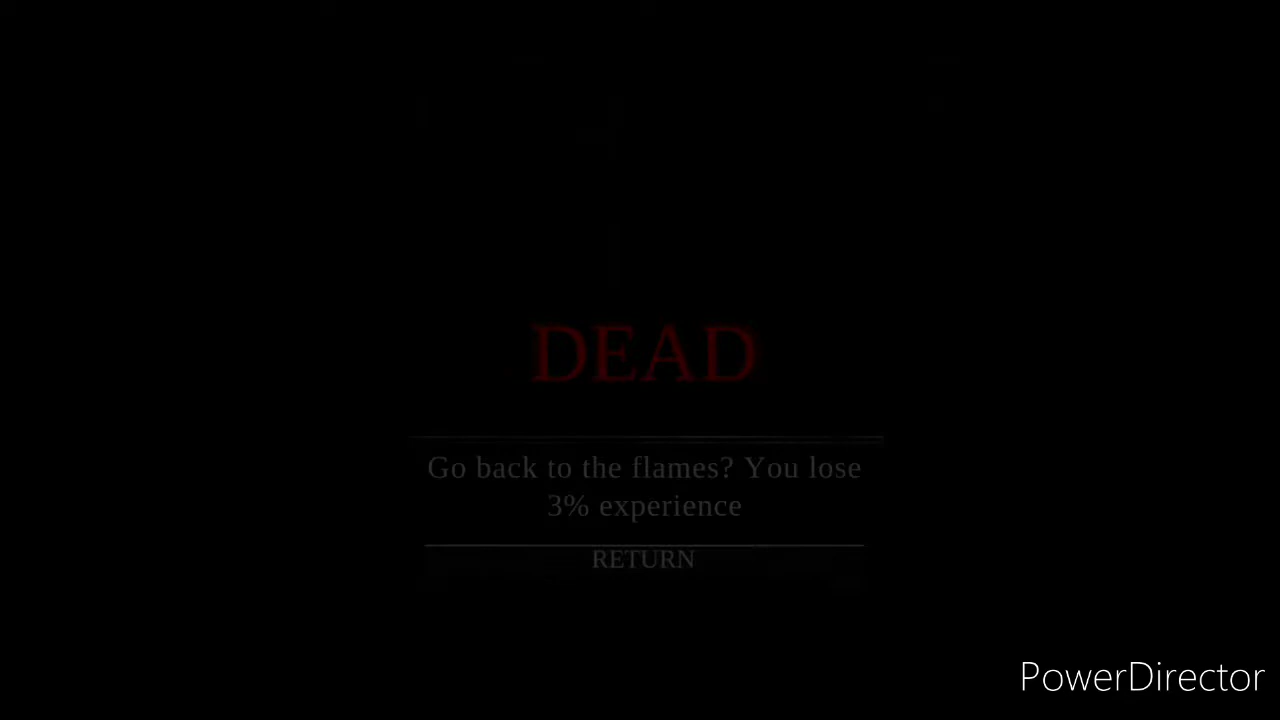 DEAD
Go back to the flames? You lose
3% experience
RETURN
PowerDirector